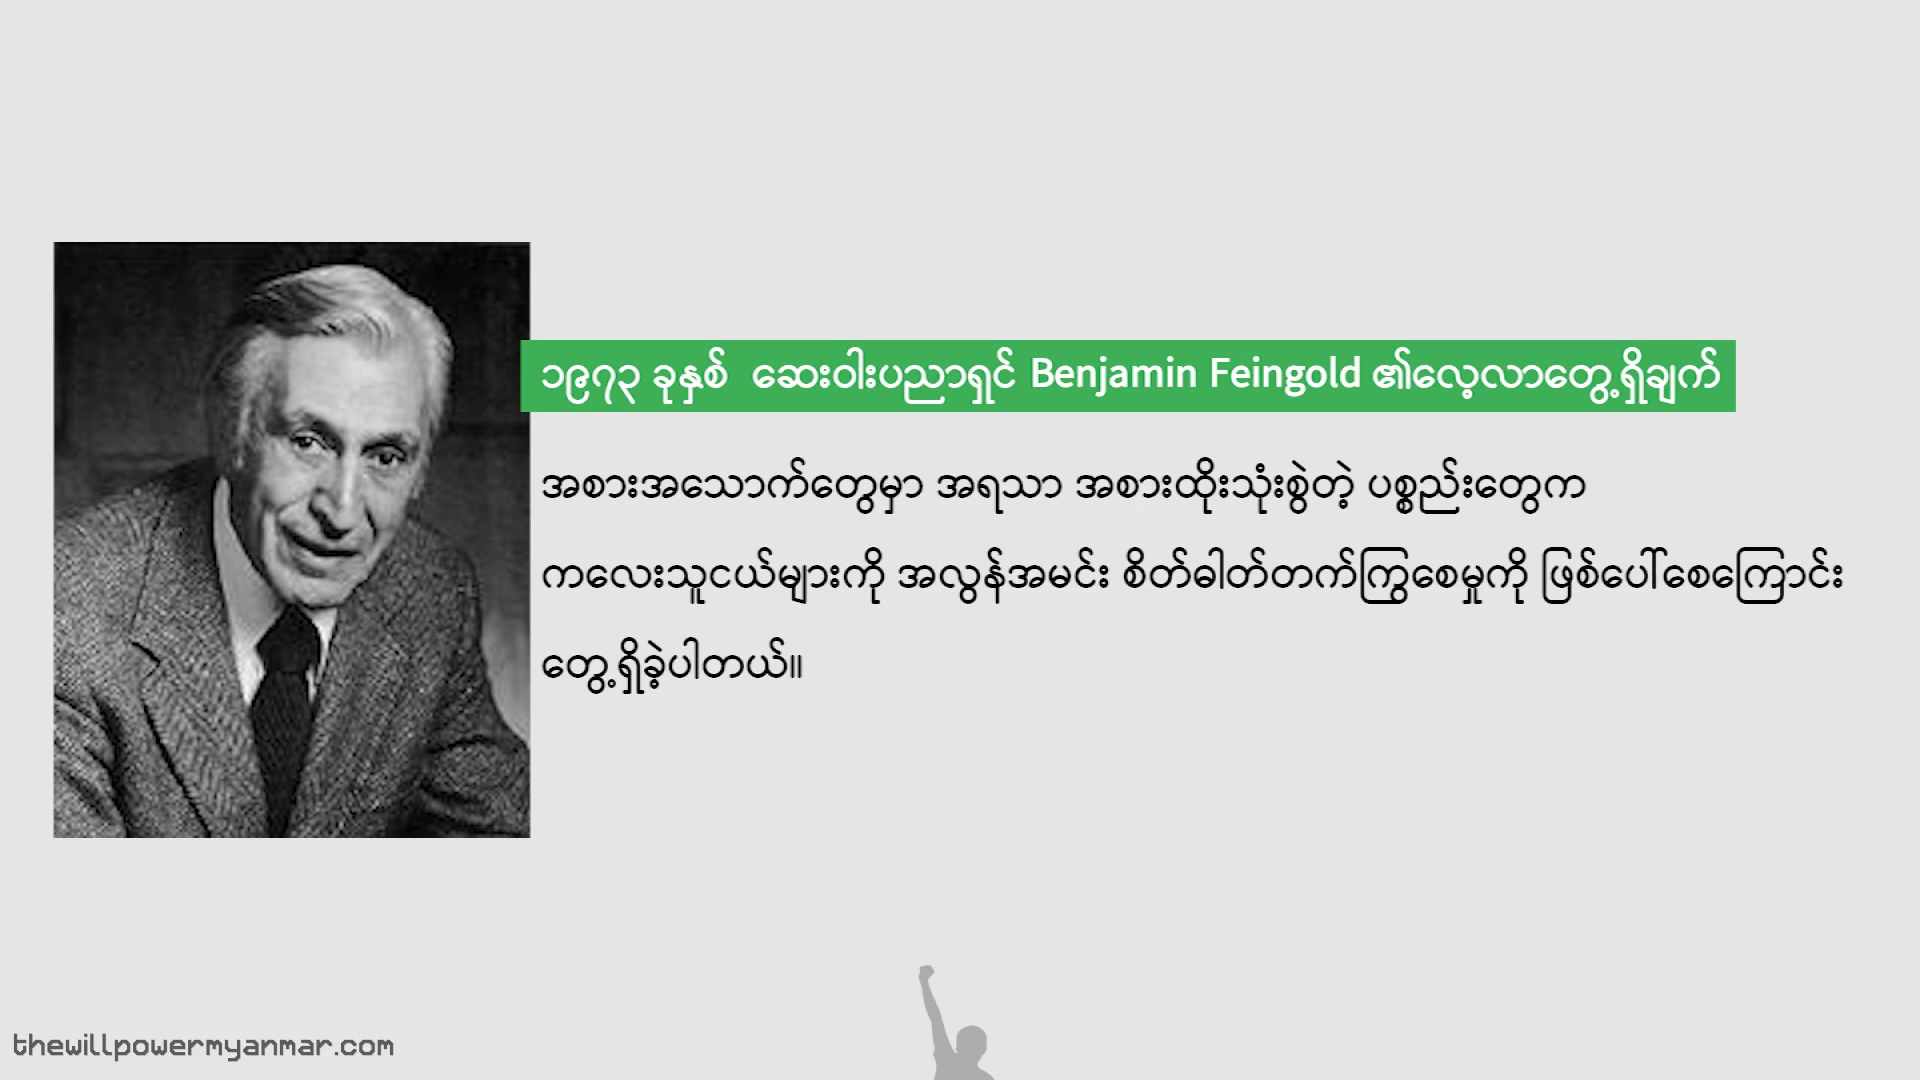 ၁၉၇၃ ခုနှစ်  ဆေးဝါးပညာရှင် Benjamin Feingold ၏လေ့လာတွေ့ရှိချက်
အစားအသောက်တွေမှာ အရသာ အစားထိုးသုံးစွဲတဲ့ ပစ္စည်းတွေက
ကလေးသူငယ်များကို အလွန်အမင်း စိတ်ဓါတ်တက်ကြွစေမှုကို ဖြစ်ပေါ်စေကြောင်း
တွေ့ရှိခဲ့ပါတယ်။
thewillpowermyanmar.com